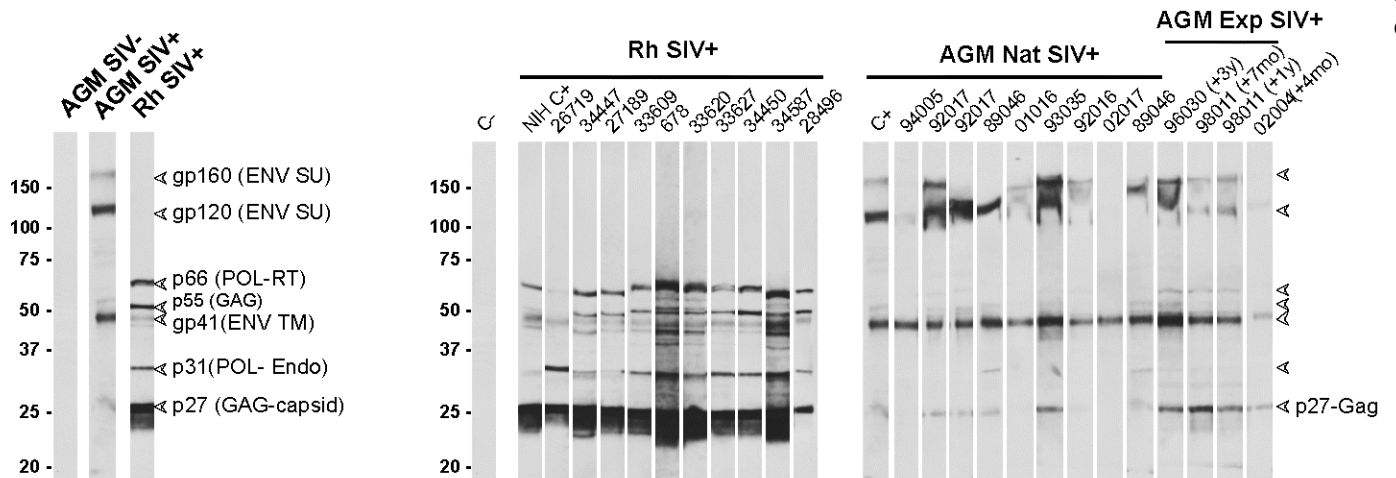 AGM SIV-
AGM SIV+
Rh SIV+
150 -
100 -
75 -
50 -
37 -
25 -
20 -
gp160 (ENV SU)
gp120 (ENV SU)
p66 (POL-RT)
p55 (GAG)
gp41(ENV TM)
p31(POL- Endo)
p27 (GAG-capsid)
150 -
100 -
75 -
50 -
37 -
25 -
20 -
C-
Rh SIV+
NIH C+
26719
34447
27189
33609
678
33620
33627
34450
34587
28496
AGM Nat SIV+
C+
94005
92017
92017
89046
01016
93035
92016
02017
89046
AGM Exp SIV+
96030 (+3y)
98011 (+7mo)
98011 (+1y)
02004 (+4mo)
p27-Gag